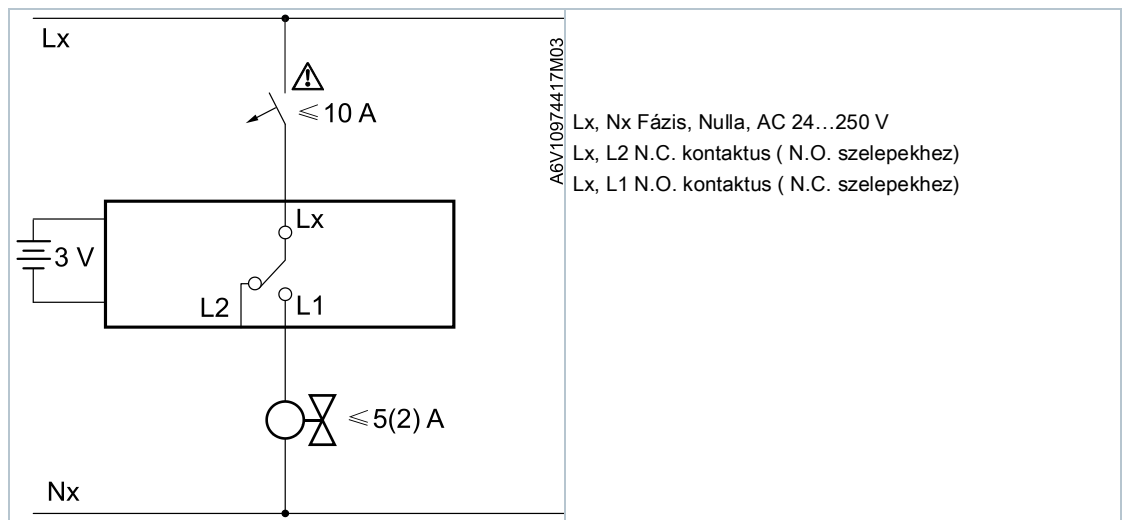 Lx
≤ 10 A
Lx
3 V
L2
L1
≤ 5(2) A
Nx
A6V10974417M03
Lx, Nx Fázis, Nulla, AC 24…250 V
Lx, L2 N.C. kontaktus ( N.O. szelepekhez)
Lx, L1 N.O. kontaktus ( N.C. szelepekhez)